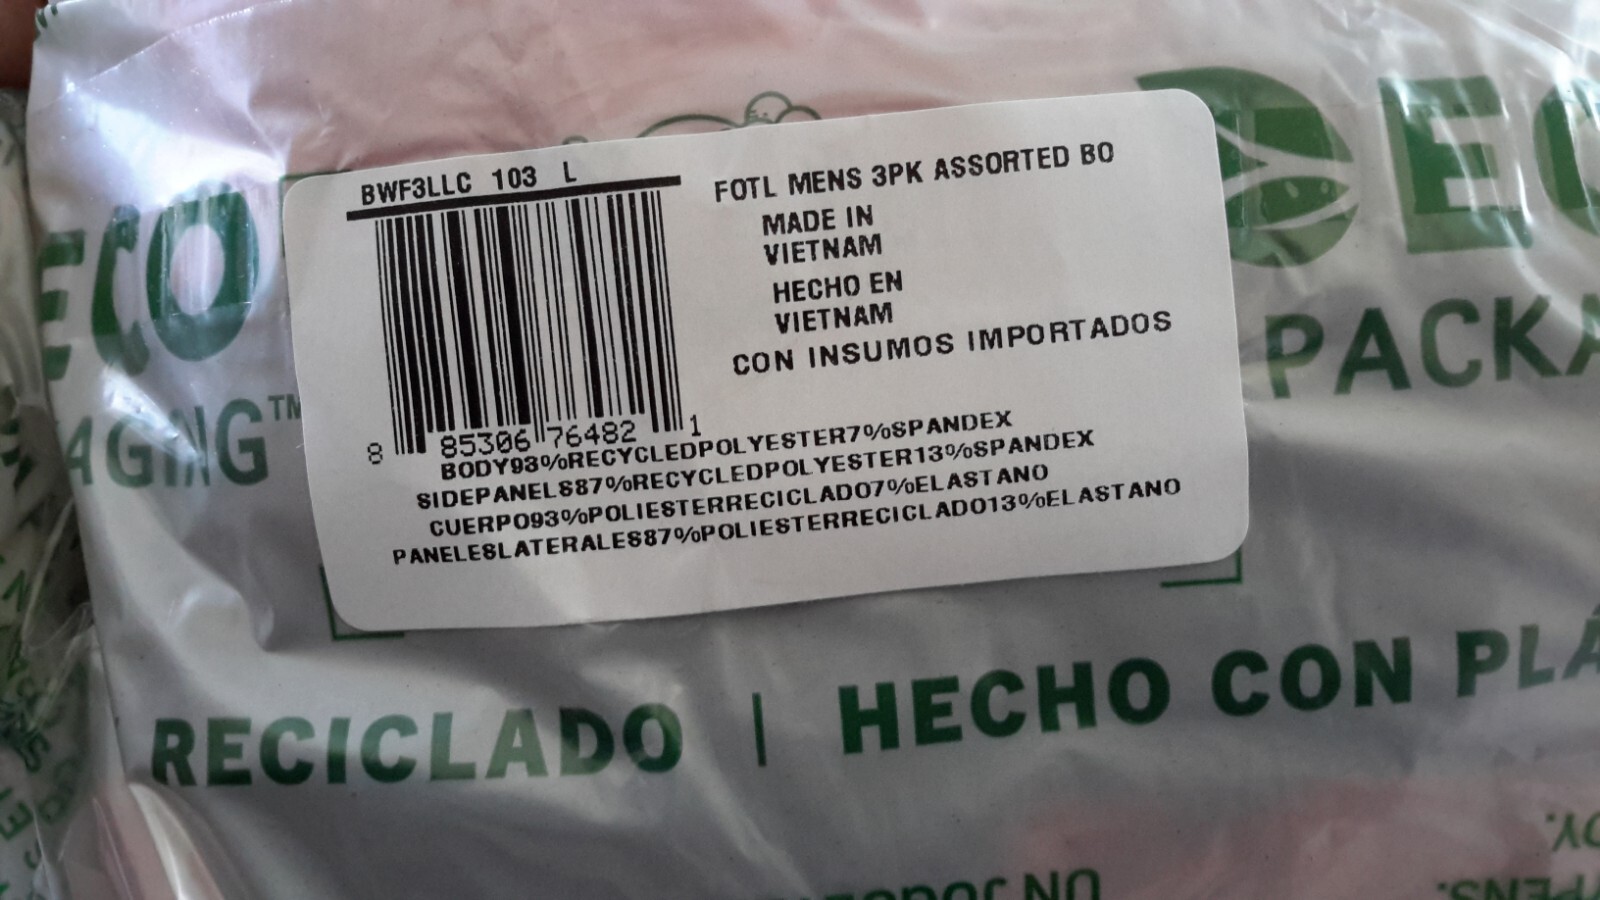 BWF3LLC 103 L
8 85306 76482 1
FOTL MENS 3PK ASSORTED BO
MADE IN
VIETNAM
HECHO EN
VIETNAM
CON INSUMOS IMPORTADOS
BODY93%RECYCLEDPOLYESTER7%SPANDEX
SIDEPANELS87%RECYCLEDPOLYESTER13%SPANDEX
CUERPO93%POLIESTERRECICLADO7%ELASTANO
PANELESLATERALES87%POLIESTERRECICLADO13%ELASTANO
ECO
AGING™
EC
PACKA
RECICLADO | HECHO CON PLÁ